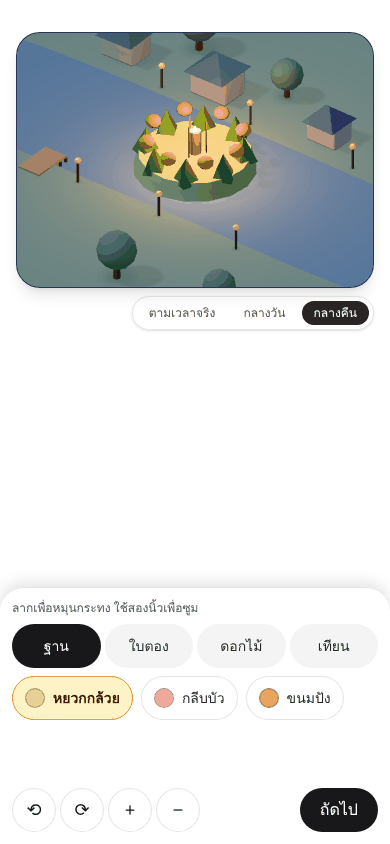 ตามเวลาจริง กลางวัน กลางคืน
ลากเพื่อหมุนกระทง ใช้สองนิ้วเพื่อซูม
ฐาน ใบตอง ดอกไม้ เทียน
หยวกกล้วย กลีบบัว ขนมปัง
⟲ ⟳ + − ถัดไป